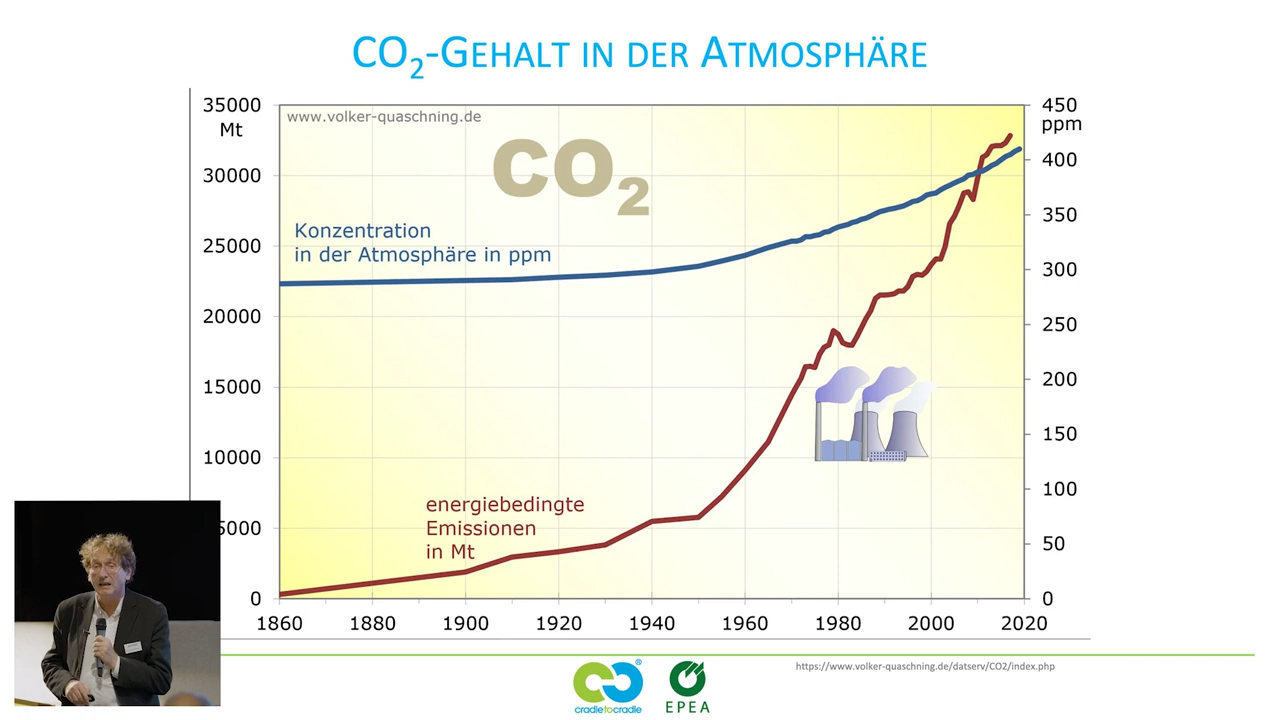 CO2-GEHALT IN DER ATMOSPHÄRE
35000
Mt
30000
25000
20000
15000
10000
5000
0
www.volker-quaschning.de
CO2
Konzentration
in der Atmosphäre in ppm
energiebedingte
Emissionen
in Mt
450
ppm
400
350
300
250
200
150
100
50
0
1860 1880 1900 1920 1940 1960 1980 2000 2020
https://www.volker-quaschning.de/datserv/CO2/index.php
®
cradletocradle
EPEA